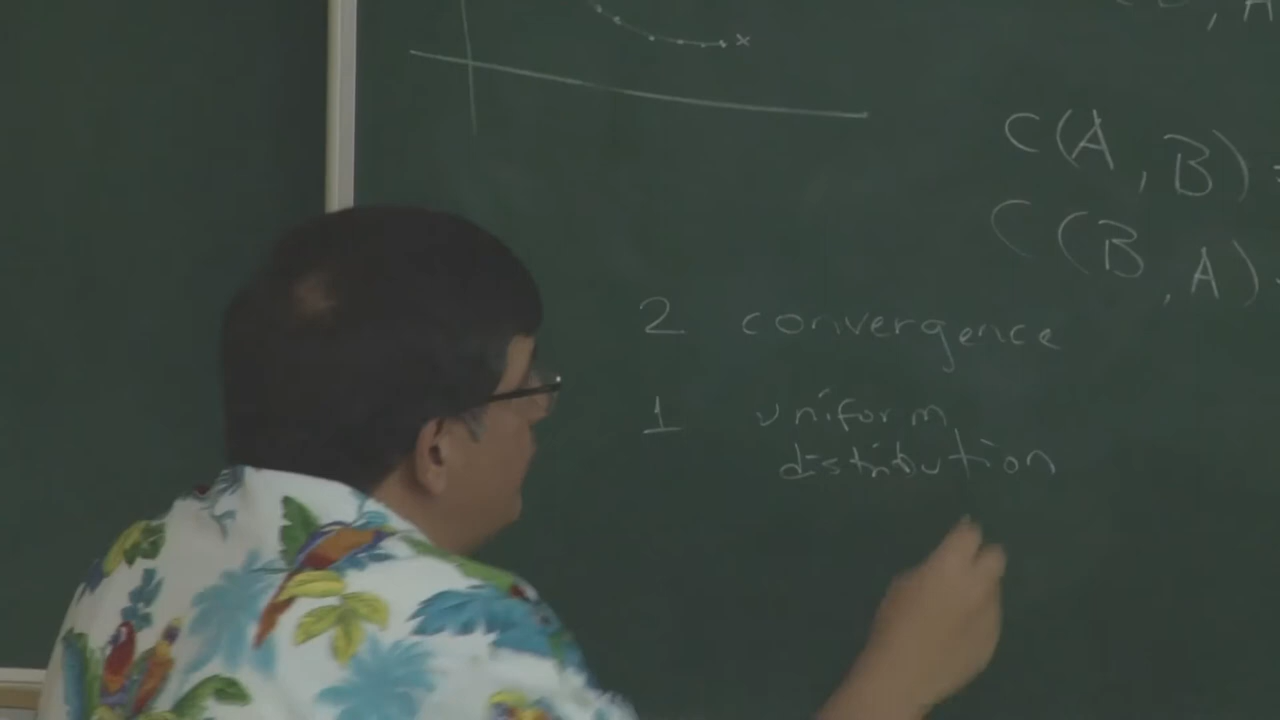 x
, A
C(A, B) =
C(B, A)
2 convergence
1 uniform
distribution